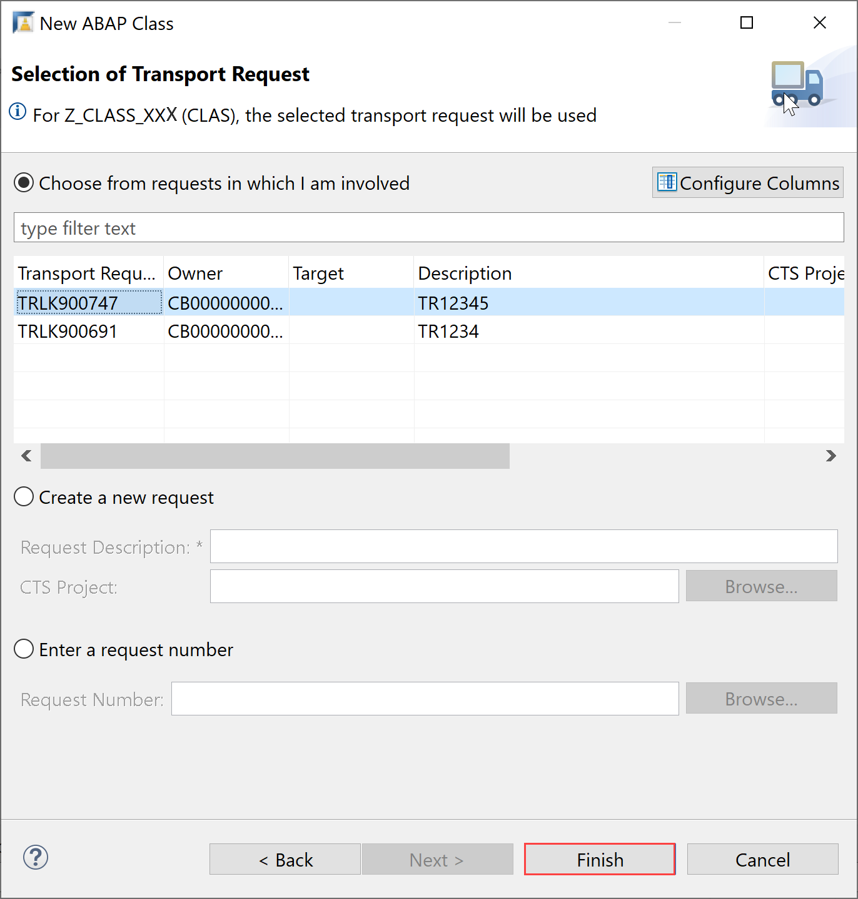 New ABAP Class
Selection of Transport Request
For Z_CLASS_XXX (CLAS), the selected transport request will be used
Choose from requests in which I am involved
Configure Columns
type filter text
Transport Requ... Owner Target Description CTS Proje
TRLK900747 CB00000000... TR12345
TRLK900691 CB00000000... TR1234
Create a new request
Request Description: *
CTS Project: Browse...
Enter a request number
Request Number: Browse...
? < Back Next > Finish Cancel